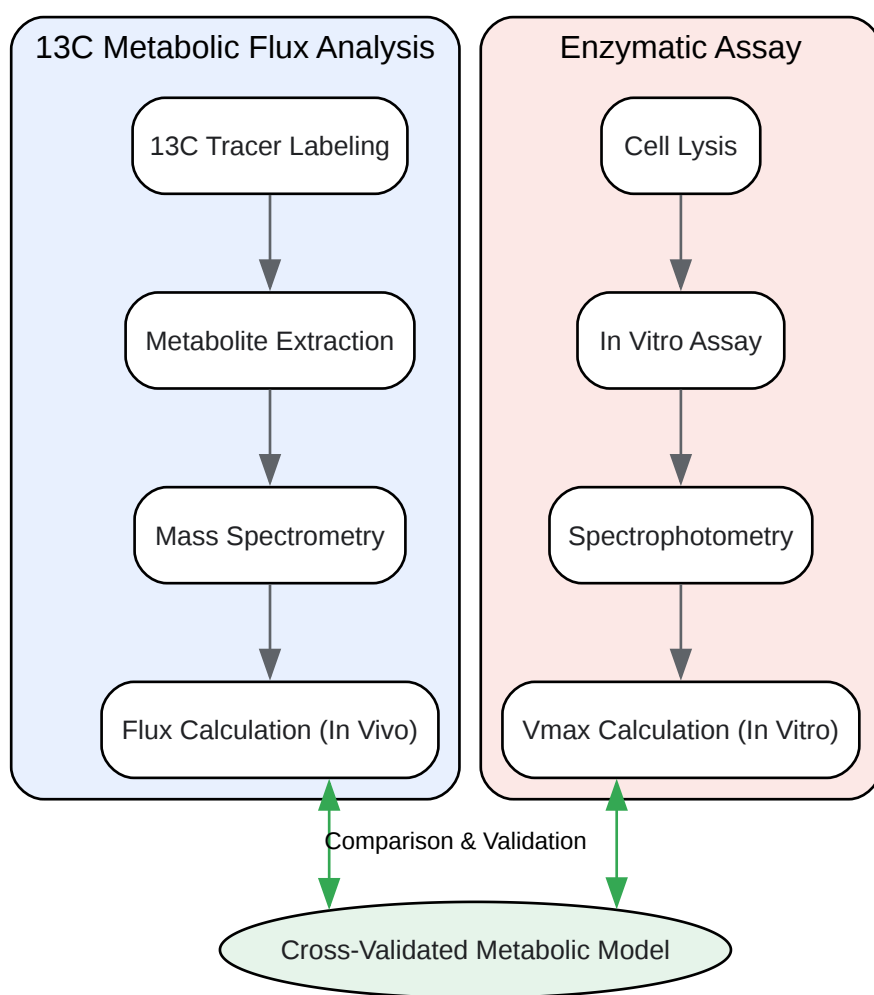 13C Metabolic Flux Analysis
13C Tracer Labeling
Metabolite Extraction
Mass Spectrometry
Flux Calculation (In Vivo)
Enzymatic Assay
Cell Lysis
In Vitro Assay
Spectrophotometry
Vmax Calculation (In Vitro)
Comparison & Validation
Cross-Validated Metabolic Model